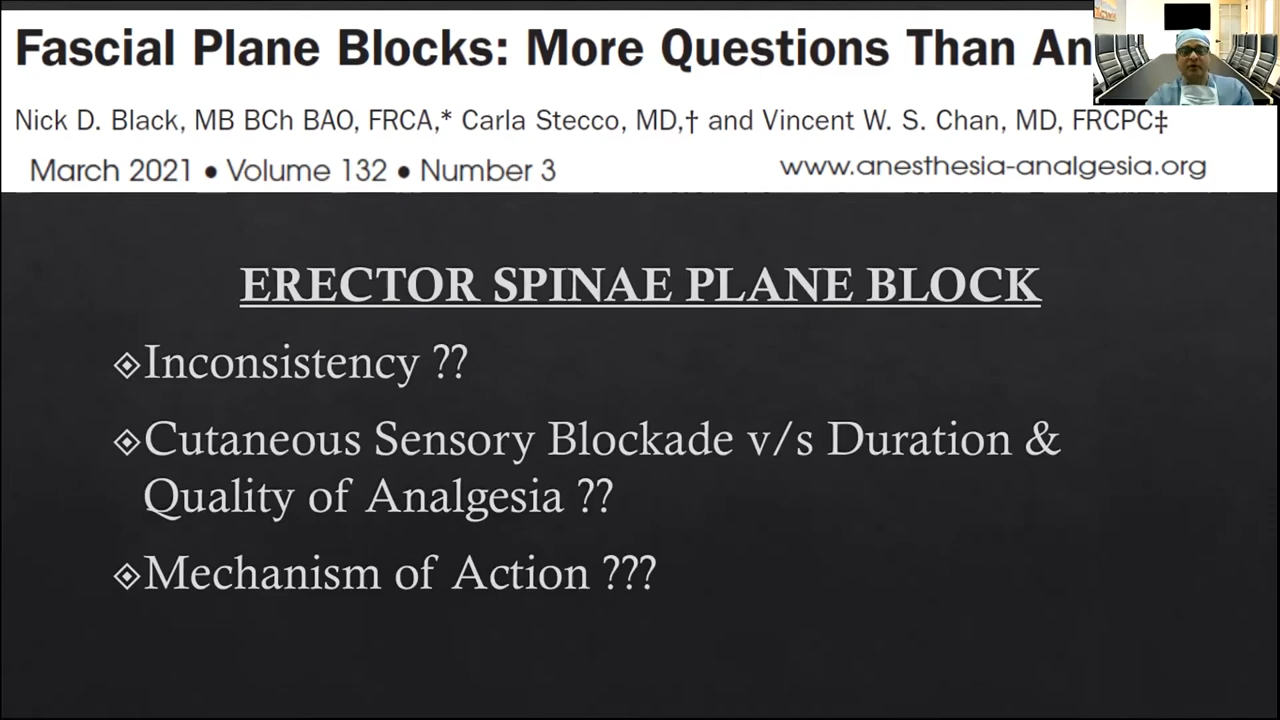 Fascial Plane Blocks: More Questions Than An
Nick D. Black, MB BCh BAO, FRCA,* Carla Stecco, MD,† and Vincent W. S. Chan, MD, FRCPC‡
March 2021 • Volume 132 • Number 3
www.anesthesia-analgesia.org
ERECTOR SPINAE PLANE BLOCK
Inconsistency ??
Cutaneous Sensory Blockade v/s Duration &
Quality of Analgesia ??
Mechanism of Action ???